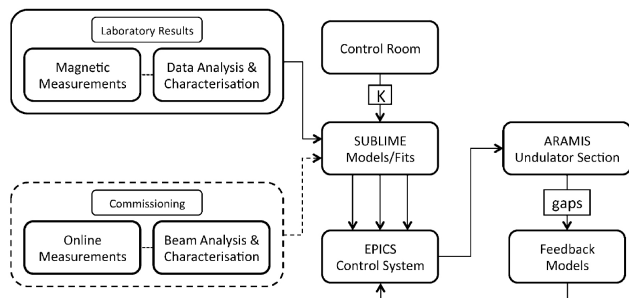 Laboratory Results
Magnetic
Measurements
Data Analysis &
Characterisation
Control Room
K
SUBLIME
Models/Fits
ARAMIS
Undulator Section
gaps
Commissioning
Online
Measurements
Beam Analysis &
Characterisation
EPICS
Control System
Feedback
Models